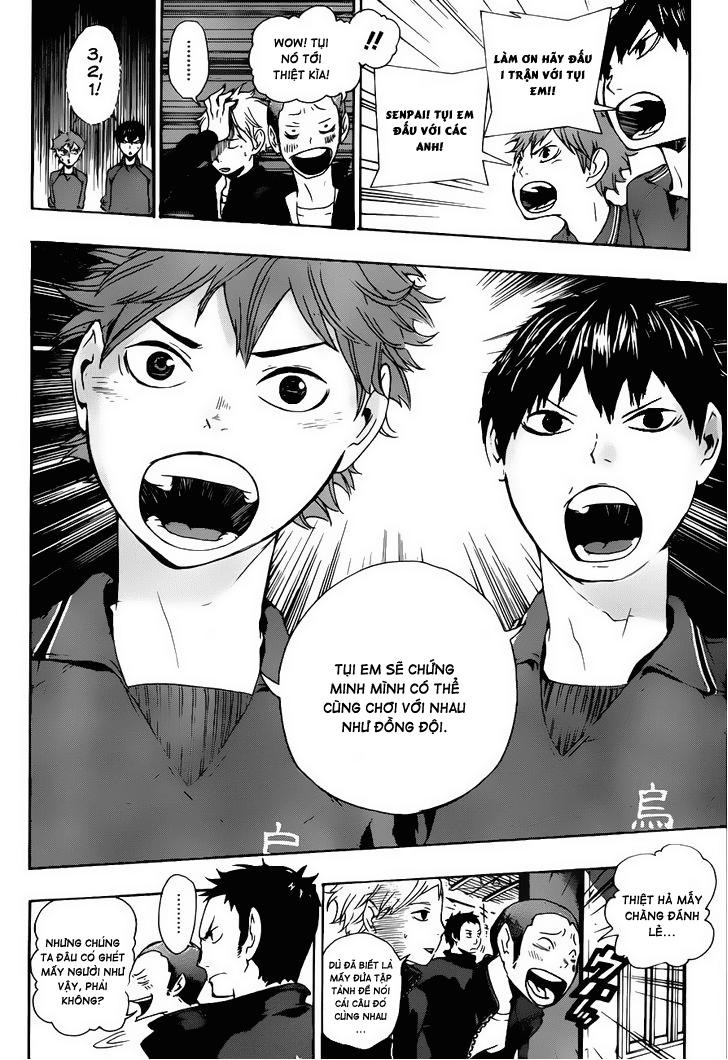 LÀM ƠN HÃY ĐẤU
1 TRẬN VỚI TỤI
EM!!
SENPAI! TỤI EM
ĐẤU VỚI CÁC
ANH!
!!
WOW! TỤI
NÓ TỚI
THIỆT KÌA!
........
3,
2,
1!
TỤI EM SẼ CHỨNG
MINH MÌNH CÓ THỂ
CÙNG CHƠI VỚI NHAU
NHƯ ĐỒNG ĐỘI.
烏
烏
THIỆT HẢ MẤY
CHÀNG ĐÁNH
LẺ...
DÙ ĐÃ BIẾT LÀ
MẤY ĐỨA TẬP
TÀNH ĐỂ NÓI
CÁI CÂU ĐÓ
CÙNG NHAU
...
........
NHƯNG CHÚNG
TA ĐÂU CÓ GHÉT
MẤY NGƯỜI NHƯ
VẬY, PHẢI
KHÔNG?